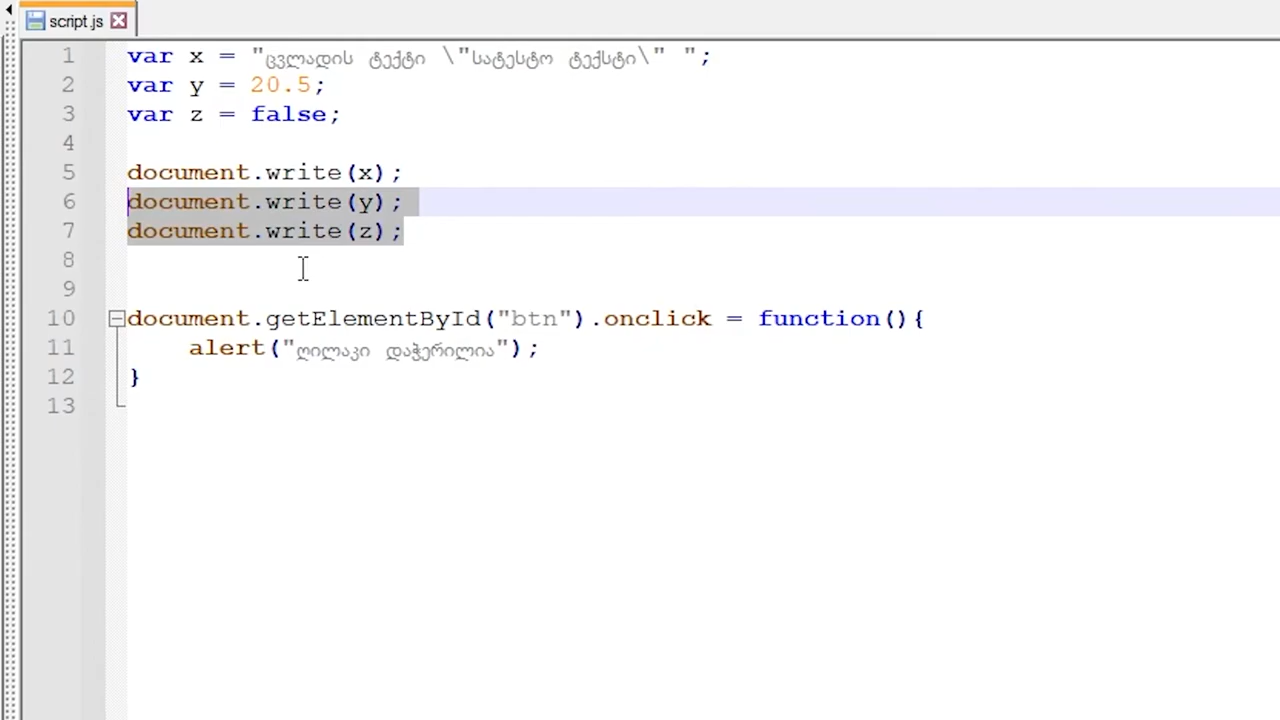 script.js
1 var x = "ცვლადის ტექტი \"სატესტო ტექსტი\" ";
2 var y = 20.5;
3 var z = false;
4
5 document.write(x);
6 document.write(y);
7 document.write(z);
8
9
10 document.getElementById("btn").onclick = function(){
11 alert("ღილაკი დაჭერილია");
12 }
13